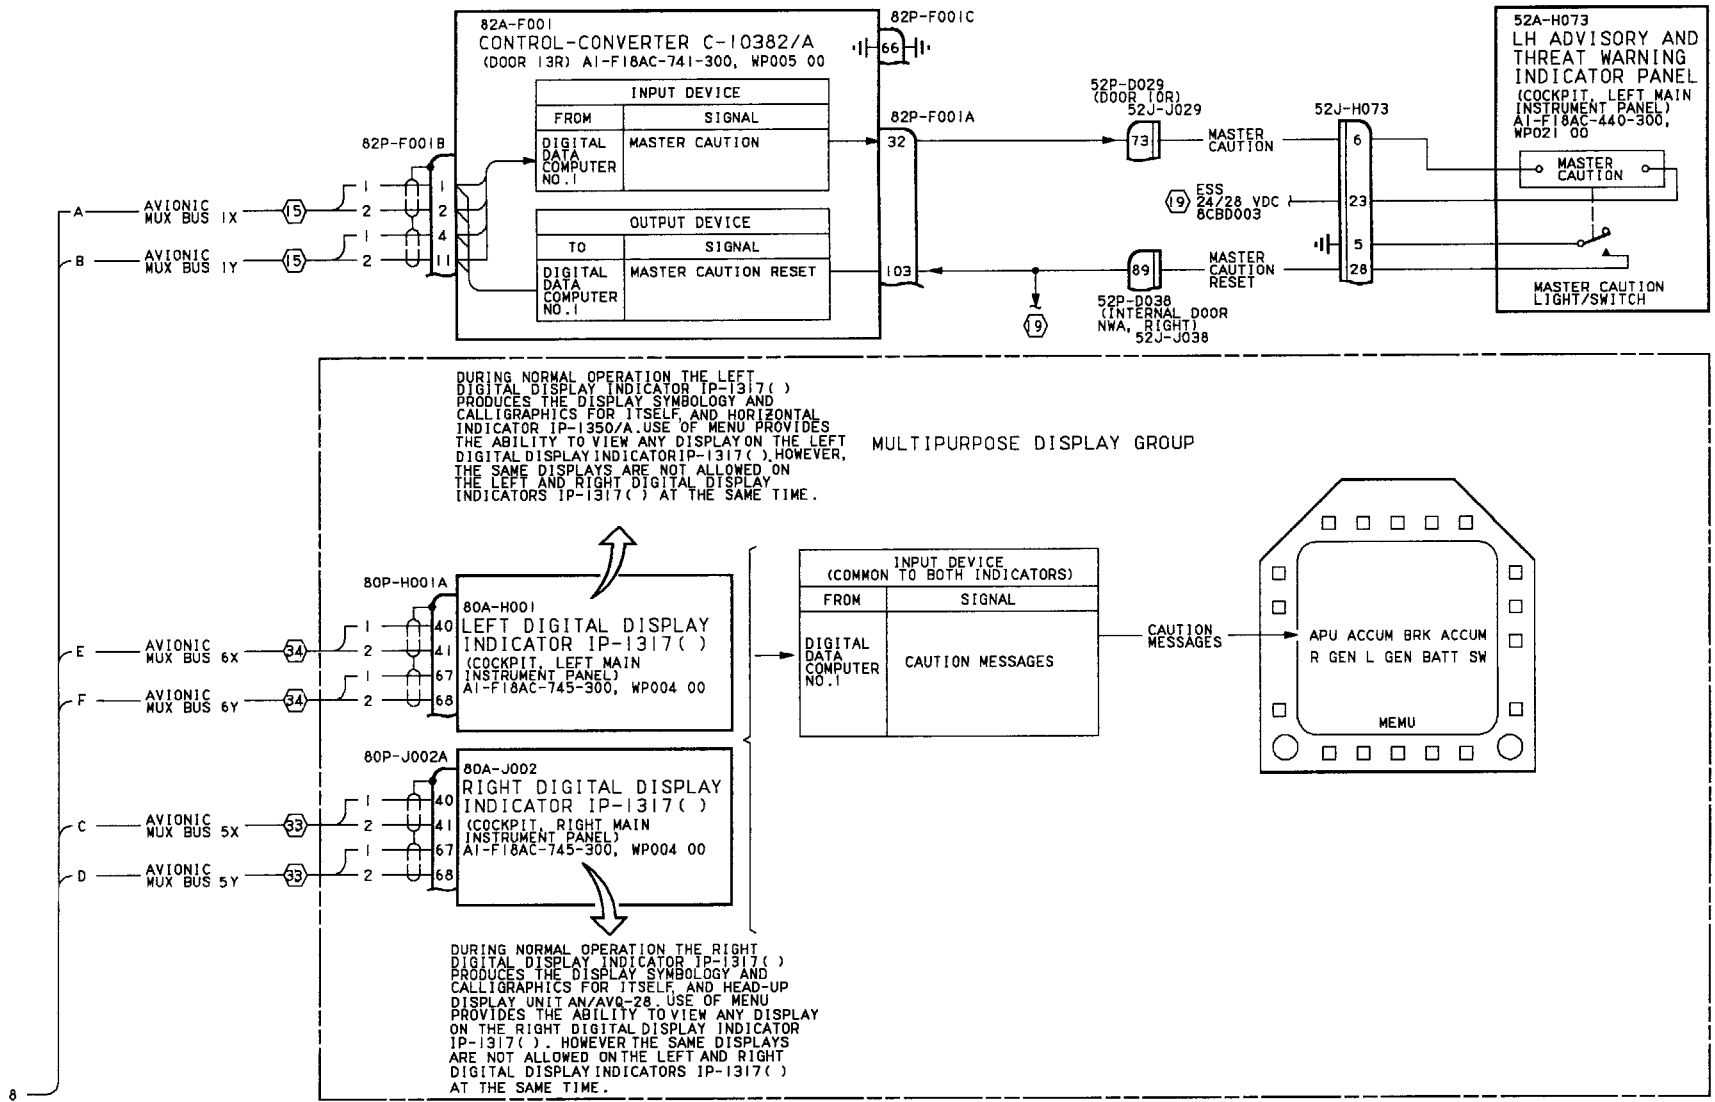 82A-F001
CONTROL-CONVERTER C-10382/A
(DOOR 13R) A1-F18AC-741-300, WP005 00
INPUT DEVICE
FROM
SIGNAL
DIGITAL
DATA
COMPUTER
NO.1
MASTER CAUTION
OUTPUT DEVICE
TO
SIGNAL
DIGITAL
DATA
COMPUTER
NO.1
MASTER CAUTION RESET
82P-F001C
66
82P-F001A
32
103
82P-F001B
1
2
4
11
A
AVIONIC
MUX BUS 1X
15
1
2
B
AVIONIC
MUX BUS 1Y
15
1
2
52P-D029
(DOOR 10R)
52J-J029
73
MASTER
CAUTION
52J-H073
6
23
5
28
19
ESS
24/28 VDC
8CBD003
89
MASTER
CAUTION
RESET
52P-D038
(INTERNAL DOOR
NWA, RIGHT)
52J-J038
19
52A-H073
LH ADVISORY AND
THREAT WARNING
INDICATOR PANEL
(COCKPIT, LEFT MAIN
INSTRUMENT PANEL)
A1-F18AC-440-300,
WP021 00
MASTER
CAUTION
MASTER CAUTION
LIGHT/SWITCH
DURING NORMAL OPERATION THE LEFT
DIGITAL DISPLAY INDICATOR IP-1317( )
PRODUCES THE DISPLAY SYMBOLOGY AND
CALLIGRAPHICS FOR ITSELF, AND HORIZONTAL
INDICATOR IP-1350/A. USE OF MENU PROVIDES
THE ABILITY TO VIEW ANY DISPLAY ON THE LEFT
DIGITAL DISPLAY INDICATOR IP-1317( ). HOWEVER,
THE SAME DISPLAYS ARE NOT ALLOWED ON
THE LEFT AND RIGHT DIGITAL DISPLAY
INDICATORS IP-1317( ) AT THE SAME TIME.
MULTIPURPOSE DISPLAY GROUP
80P-H001A
40
41
67
68
80A-H001
LEFT DIGITAL DISPLAY
INDICATOR IP-1317( )
(COCKPIT, LEFT MAIN
INSTRUMENT PANEL)
A1-F18AC-745-300, WP004 00
E
AVIONIC
MUX BUS 6X
34
1
2
F
AVIONIC
MUX BUS 6Y
34
1
2
INPUT DEVICE
(COMMON TO BOTH INDICATORS)
FROM
SIGNAL
DIGITAL
DATA
COMPUTER
NO.1
CAUTION MESSAGES
CAUTION
MESSAGES
APU ACCUM BRK ACCUM
R GEN L GEN BATT SW
MEMU
80P-J002A
40
41
67
68
80A-J002
RIGHT DIGITAL DISPLAY
INDICATOR IP-1317( )
(COCKPIT, RIGHT MAIN
INSTRUMENT PANEL)
A1-F18AC-745-300, WP004 00
C
AVIONIC
MUX BUS 5X
33
1
2
D
AVIONIC
MUX BUS 5Y
33
1
2
DURING NORMAL OPERATION THE RIGHT
DIGITAL DISPLAY INDICATOR IP-1317( )
PRODUCES THE DISPLAY SYMBOLOGY AND
CALLIGRAPHICS FOR ITSELF, AND HEAD-UP
DISPLAY UNIT AN/AVQ-28. USE OF MENU
PROVIDES THE ABILITY TO VIEW ANY DISPLAY
ON THE RIGHT DIGITAL DISPLAY INDICATOR
IP-1317( ). HOWEVER THE SAME DISPLAYS
ARE NOT ALLOWED ON THE LEFT AND RIGHT
DIGITAL DISPLAY INDICATORS IP-1317( )
AT THE SAME TIME.
8